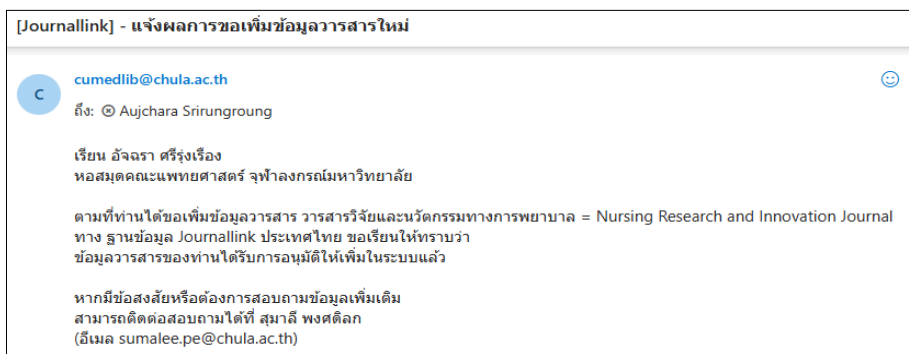 [Journallink] - แจ้งผลการขอเพิ่มข้อมูลวารสารใหม่
C
cumedlib@chula.ac.th
ถึง: Aujchara Srirungroung
เรียน อัจฉรา ศรีรุ่งเรือง
หอสมุดคณะแพทยศาสตร์ จุฬาลงกรณ์มหาวิทยาลัย
ตามที่ท่านได้ขอเพิ่มข้อมูลวารสาร วารสารวิจัยและนวัตกรรมทางการพยาบาล = Nursing Research and Innovation Journal
ทาง ฐานข้อมูล Journallink ประเทศไทย ขอเรียนให้ทราบว่า
ข้อมูลวารสารของท่านได้รับการอนุมัติให้เพิ่มในระบบแล้ว
หากมีข้อสงสัยหรือต้องการสอบถามข้อมูลเพิ่มเติม
สามารถติดต่อสอบถามได้ที่ สุมาลี พงศดิลก
(อีเมล sumalee.pe@chula.ac.th)